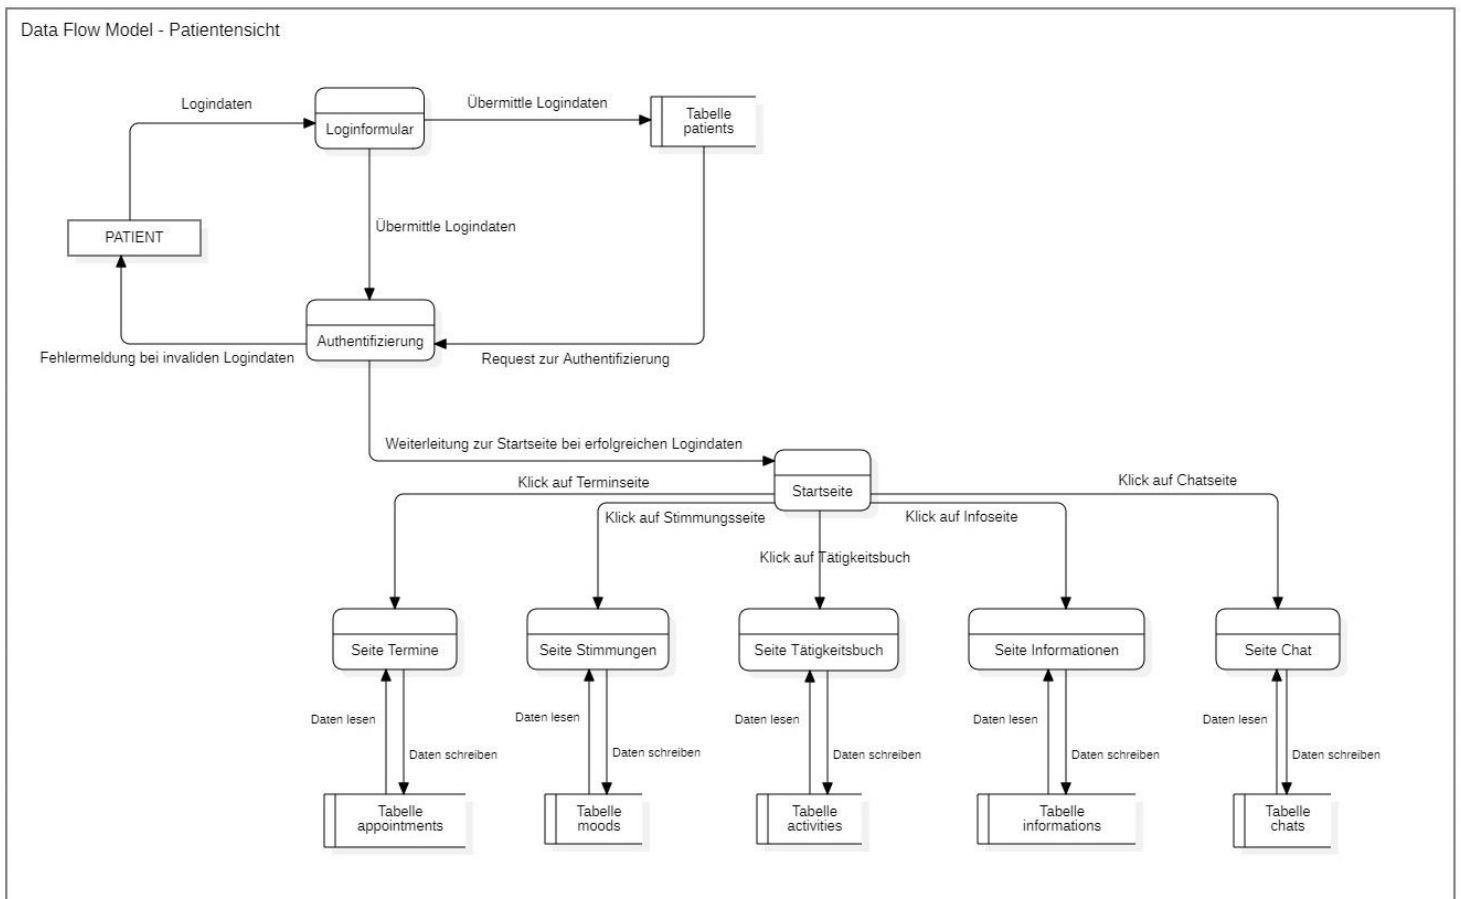 Data Flow Model - Patientensicht
Logindaten
Übermittle Logindaten
Loginformular
Tabelle
patients
Übermittle Logindaten
PATIENT
Authentifizierung
Fehlermeldung bei invaliden Logindaten
Request zur Authentifizierung
Weiterleitung zur Startseite bei erfolgreichen Logindaten
Startseite
Klick auf Terminseite
Klick auf Chatseite
Klick auf Stimmungsseite
Klick auf Infoseite
Klick auf Tätigkeitsbuch
Seite Termine
Seite Stimmungen
Seite Tätigkeitsbuch
Seite Informationen
Seite Chat
Daten lesen
Daten schreiben
Daten lesen
Daten schreiben
Daten lesen
Daten schreiben
Daten lesen
Daten schreiben
Daten lesen
Daten schreiben
Tabelle
appointments
Tabelle
moods
Tabelle
activities
Tabelle
informations
Tabelle
chats